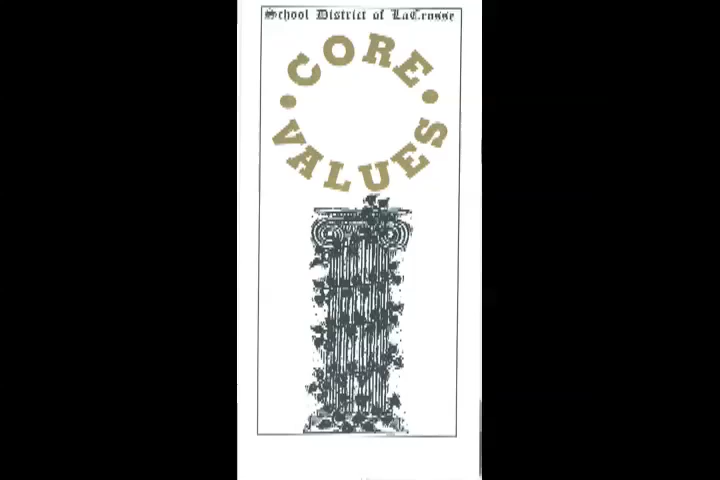 School District of LaCrosse
• CORE •
VALUES